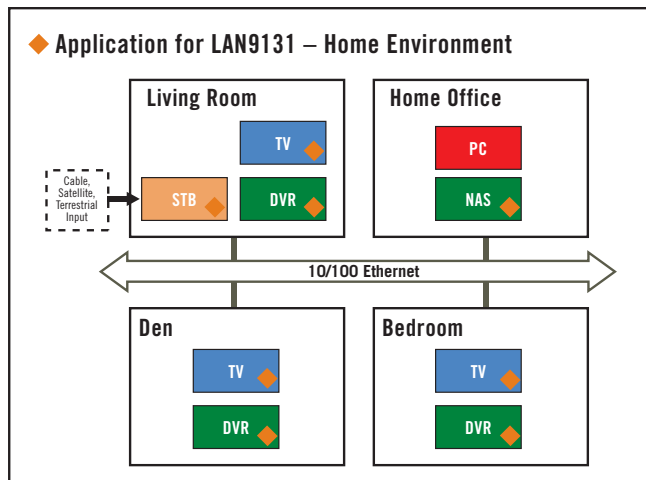 Application for LAN9131 – Home Environment
Living Room
TV
Cable,
Satellite,
Terrestrial
Input
STB
DVR
Home Office
PC
NAS
10/100 Ethernet
Den
TV
DVR
Bedroom
TV
DVR